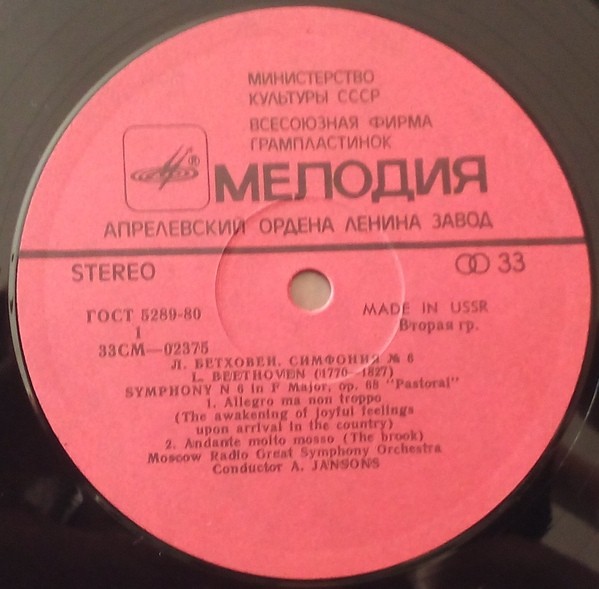 МИНИСТЕРСТВО
КУЛЬТУРЫ СССР
ВСЕСОЮЗНАЯ ФИРМА
ГРАМПЛАСТИНОК
®
МЕЛОДИЯ
АПРЕЛЕВСКИЙ ОРДЕНА ЛЕНИНА ЗАВОД
STEREO
33
ГОСТ 5289-80
MADE IN USSR
1
Вторая гр.
33СМ—02375
Л. БЕТХОВЕН. СИМФОНИЯ № 6
L. BEETHOVEN (1770—1827)
SYMPHONY N 6 in F Major, op. 68 "Pastoral"
1. Allegro ma non troppo
(The awakening of joyful feelings
upon arrival in the country)
2. Andante molto mosso (The brook)
Moscow Radio Great Symphony Orchestra
Conductor A. JANSONS